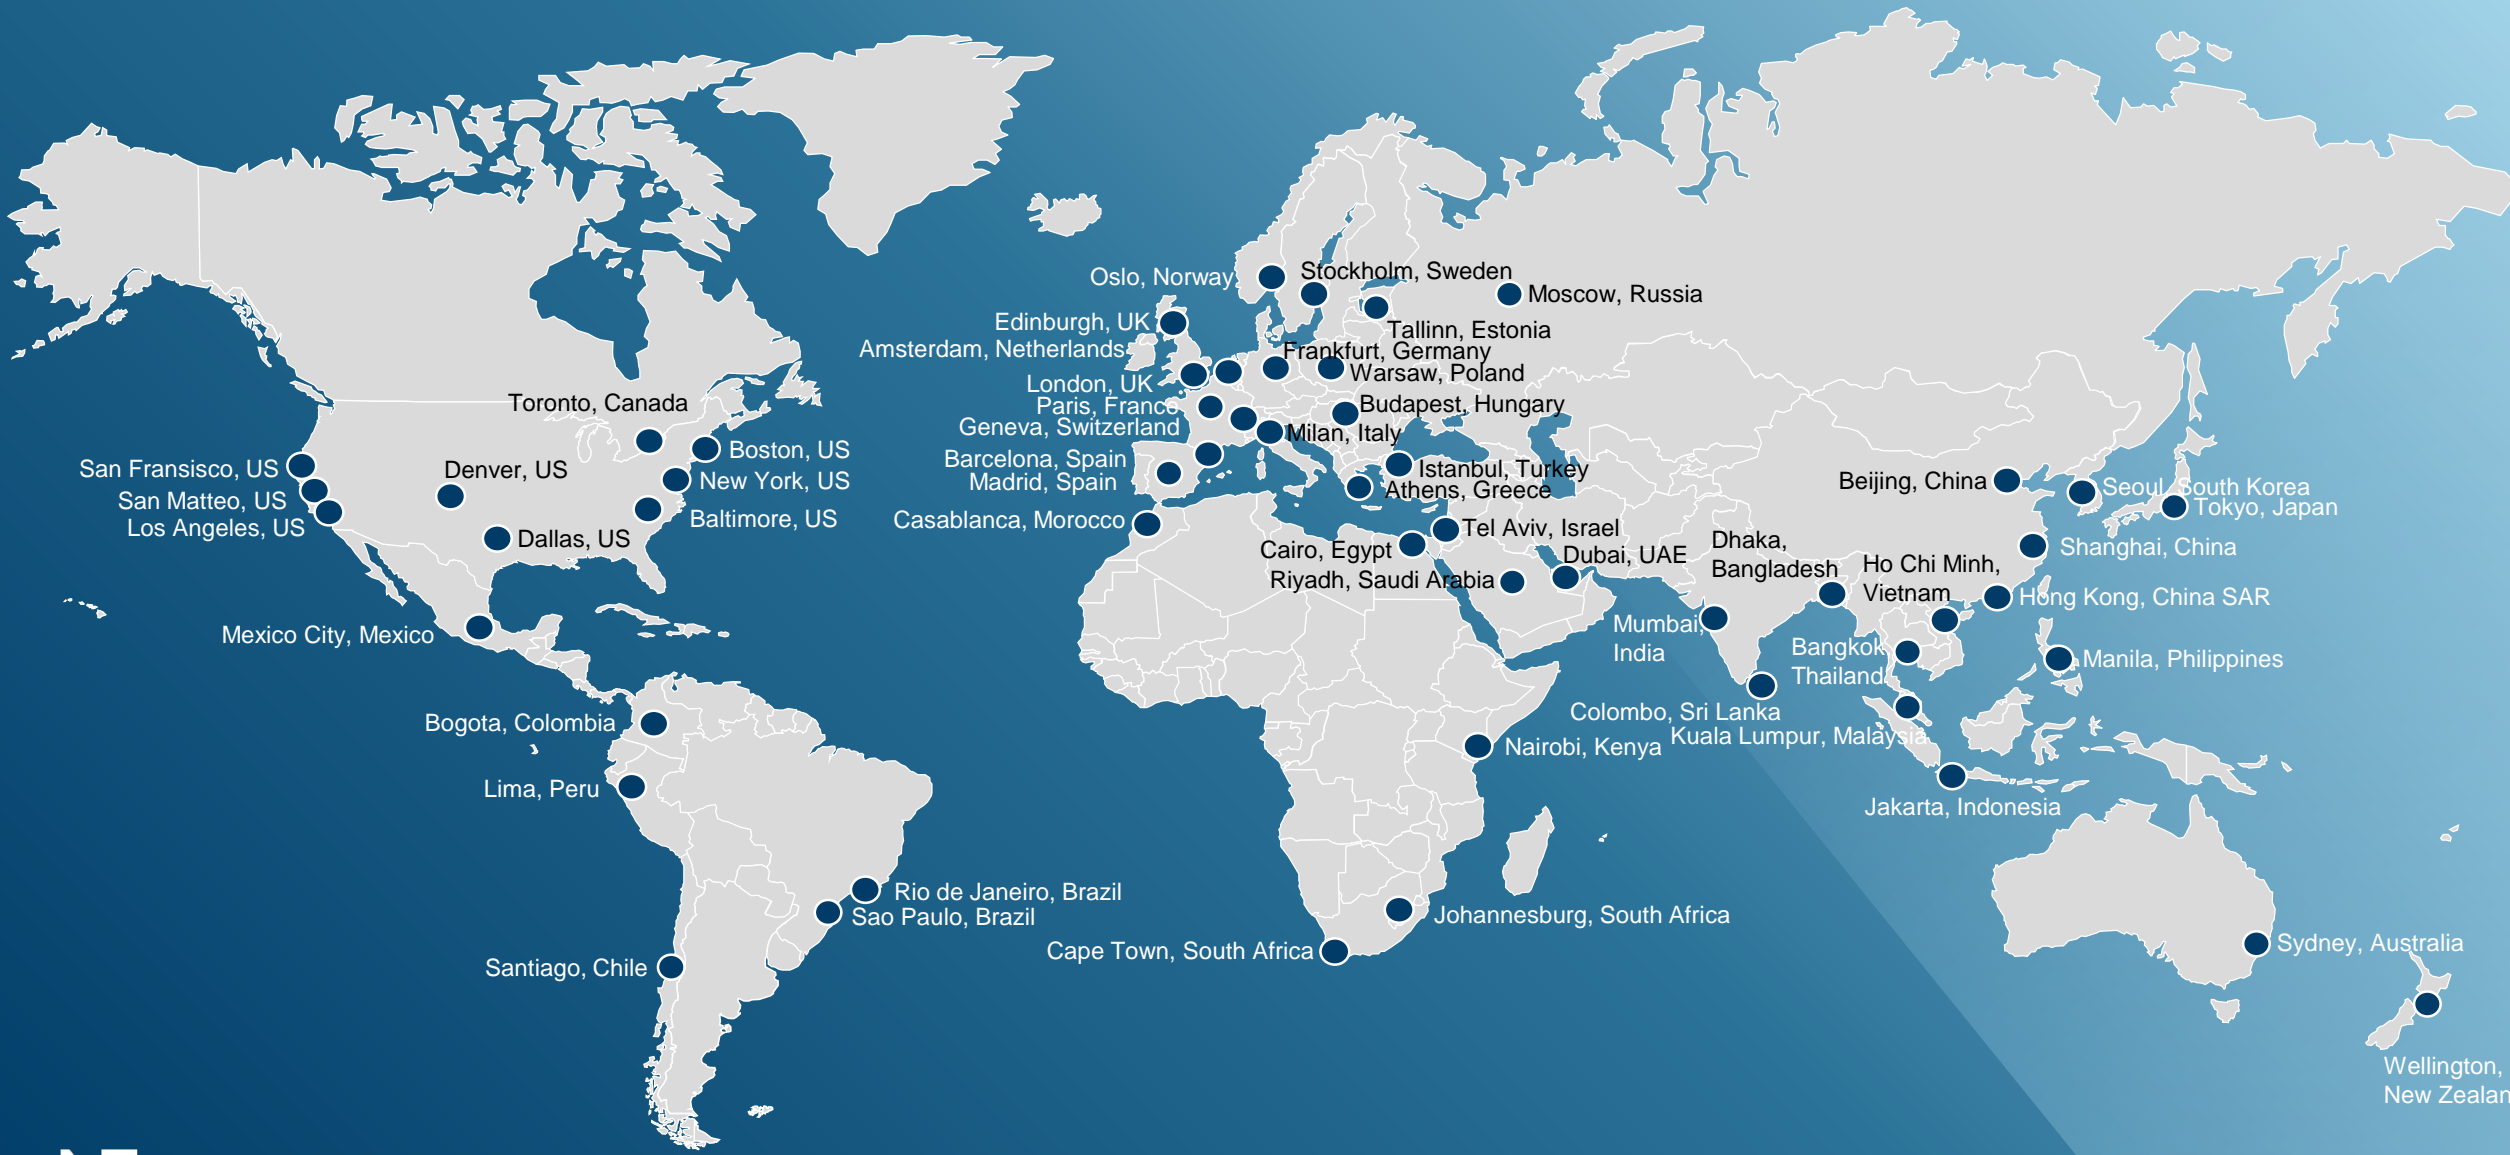 Oslo, Norway
Stockholm, Sweden
Moscow, Russia
Edinburgh, UK
Tallinn, Estonia
Amsterdam, Netherlands
Frankfurt, Germany
Warsaw, Poland
London, UK
Paris, France
Budapest, Hungary
Geneva, Switzerland
Milan, Italy
Toronto, Canada
Boston, US
San Fransisco, US
Denver, US
New York, US
San Matteo, US
Los Angeles, US
Baltimore, US
Dallas, US
Barcelona, Spain
Madrid, Spain
Istanbul, Turkey
Athens, Greece
Casablanca, Morocco
Tel Aviv, Israel
Cairo, Egypt
Dubai, UAE
Riyadh, Saudi Arabia
Beijing, China
Seoul, South Korea
Tokyo, Japan
Shanghai, China
Dhaka,
Bangladesh
Ho Chi Minh,
Vietnam
Hong Kong, China SAR
Mexico City, Mexico
Mumbai,
India
Bangkok
Thailand
Manila, Philippines
Colombo, Sri Lanka
Kuala Lumpur, Malaysia
Bogota, Colombia
Nairobi, Kenya
Lima, Peru
Jakarta, Indonesia
Rio de Janeiro, Brazil
Sao Paulo, Brazil
Johannesburg, South Africa
Cape Town, South Africa
Santiago, Chile
Sydney, Australia
Wellington,
New Zealan